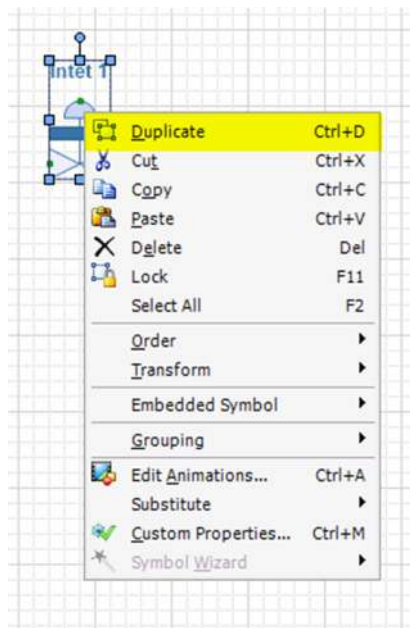 Intet 1
Duplicate Ctrl+D
Cut Ctrl+X
Copy Ctrl+C
Paste Ctrl+V
Delete Del
Lock F11
Select All F2
Order
Transform
Embedded Symbol
Grouping
Edit Animations... Ctrl+A
Substitute
Custom Properties... Ctrl+M
Symbol Wizard